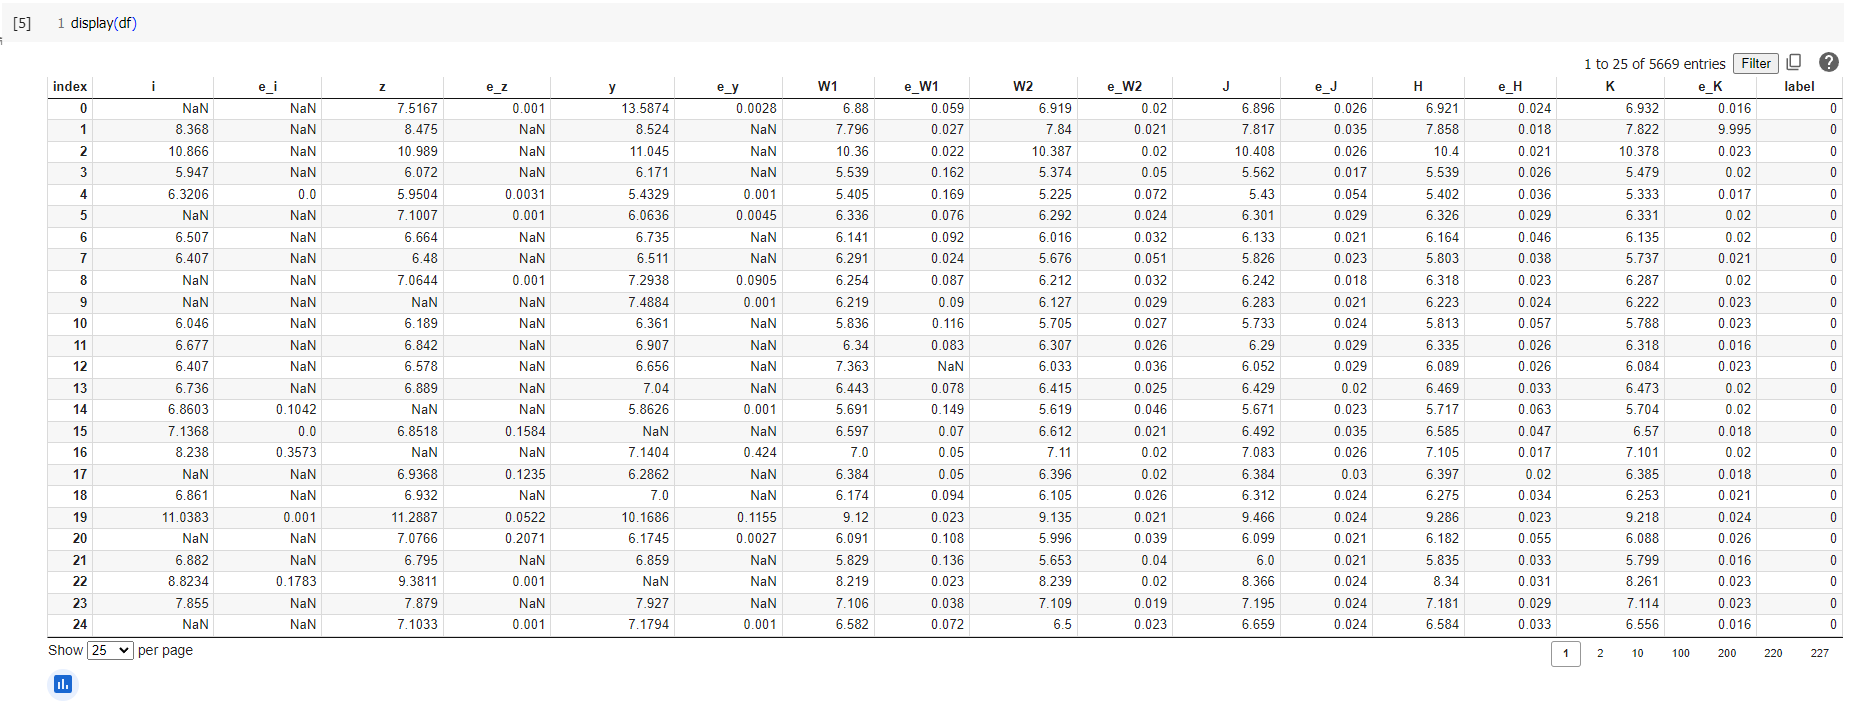 [5] 1 display(df)
1 to 25 of 5669 entries Filter ?
index i e_i z e_z y e_y W1 e_W1 W2 e_W2 J e_J H e_H K e_K label
0 NaN NaN 7.5167 0.001 13.5874 0.0028 6.88 0.059 6.919 0.02 6.896 0.026 6.921 0.024 6.932 0.016 0
1 8.368 NaN 8.475 NaN 8.524 NaN 7.796 0.027 7.84 0.021 7.817 0.035 7.858 0.018 7.822 9.995 0
2 10.866 NaN 10.989 NaN 11.045 NaN 10.36 0.022 10.387 0.02 10.408 0.026 10.4 0.021 10.378 0.023 0
3 5.947 NaN 6.072 NaN 6.171 NaN 5.539 0.162 5.374 0.05 5.562 0.017 5.539 0.026 5.479 0.02 0
4 6.3206 0.0 5.9504 0.0031 5.4329 0.001 5.405 0.169 5.225 0.072 5.43 0.054 5.402 0.036 5.333 0.017 0
5 NaN NaN 7.1007 0.001 6.0636 0.0045 6.336 0.076 6.292 0.024 6.301 0.029 6.326 0.029 6.331 0.02 0
6 6.507 NaN 6.664 NaN 6.735 NaN 6.141 0.092 6.016 0.032 6.133 0.021 6.164 0.046 6.135 0.02 0
7 6.407 NaN 6.48 NaN 6.511 NaN 6.291 0.024 5.676 0.051 5.826 0.023 5.803 0.038 5.737 0.021 0
8 NaN NaN 7.0644 0.001 7.2938 0.0905 6.254 0.087 6.212 0.032 6.242 0.018 6.318 0.023 6.287 0.02 0
9 NaN NaN NaN NaN 7.4884 0.001 6.219 0.09 6.127 0.029 6.283 0.021 6.223 0.024 6.222 0.023 0
10 6.046 NaN 6.189 NaN 6.361 NaN 5.836 0.116 5.705 0.027 5.733 0.024 5.813 0.057 5.788 0.023 0
11 6.677 NaN 6.842 NaN 6.907 NaN 6.34 0.083 6.307 0.026 6.29 0.029 6.335 0.026 6.318 0.016 0
12 6.407 NaN 6.578 NaN 6.656 NaN 7.363 NaN 6.033 0.036 6.052 0.029 6.089 0.026 6.084 0.023 0
13 6.736 NaN 6.889 NaN 7.04 NaN 6.443 0.078 6.415 0.025 6.429 0.02 6.469 0.033 6.473 0.02 0
14 6.8603 0.1042 NaN NaN 5.8626 0.001 5.691 0.149 5.619 0.046 5.671 0.023 5.717 0.063 5.704 0.02 0
15 7.1368 0.0 6.8518 0.1584 NaN NaN 6.597 0.07 6.612 0.021 6.492 0.035 6.585 0.047 6.57 0.018 0
16 8.238 0.3573 NaN NaN 7.1404 0.424 7.0 0.05 7.11 0.02 7.083 0.026 7.105 0.017 7.101 0.02 0
17 NaN NaN 6.9368 0.1235 6.2862 NaN 6.384 0.05 6.396 0.02 6.384 0.03 6.397 0.02 6.385 0.018 0
18 6.861 NaN 6.932 NaN 7.0 NaN 6.174 0.094 6.105 0.026 6.312 0.024 6.275 0.034 6.253 0.021 0
19 11.0383 0.001 11.2887 0.0522 10.1686 0.1155 9.12 0.023 9.135 0.021 9.466 0.024 9.286 0.023 9.218 0.024 0
20 NaN NaN 7.0766 0.2071 6.1745 0.0027 6.091 0.108 5.996 0.039 6.099 0.021 6.182 0.055 6.088 0.026 0
21 6.882 NaN 6.795 NaN 6.859 NaN 5.829 0.136 5.653 0.04 6.0 0.021 5.835 0.033 5.799 0.016 0
22 8.8234 0.1783 9.3811 0.001 NaN NaN 8.219 0.023 8.239 0.02 8.366 0.024 8.34 0.031 8.261 0.023 0
23 7.855 NaN 7.879 NaN 7.927 NaN 7.106 0.038 7.109 0.019 7.195 0.024 7.181 0.029 7.114 0.023 0
24 NaN NaN 7.1033 0.001 7.1794 0.001 6.582 0.072 6.5 0.023 6.659 0.024 6.584 0.033 6.556 0.016 0
Show 25 per page
1 2 10 100 200 220 227